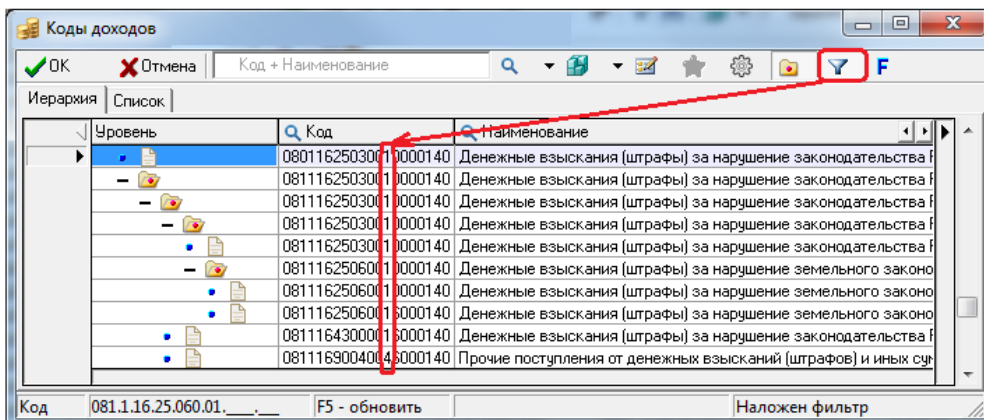 Коды доходов
OK Отмена Код + Наименование F
Иерархия Список
Уровень Код Наименование
08011625030010000140 Денежные взыскания (штрафы) за нарушение законодательства Р
08111625030010000140 Денежные взыскания (штрафы) за нарушение законодательства Р
08111625030010000140 Денежные взыскания (штрафы) за нарушение законодательства Р
08111625030010000140 Денежные взыскания (штрафы) за нарушение законодательства Р
08111625030010000140 Денежные взыскания (штрафы) за нарушение законодательства Р
08111625060010000140 Денежные взыскания (штрафы) за нарушение земельного законо
08111625060010000140 Денежные взыскания (штрафы) за нарушение земельного законо
08111625060016000140 Денежные взыскания (штрафы) за нарушение земельного законо
08111643000016000140 Денежные взыскания (штрафы) за нарушение законодательства Р
08111690040046000140 Прочие поступления от денежных взысканий (штрафов) и иных сум
Код 081.1.16.25.060.01.____.___ F5 - обновить Наложен фильтр